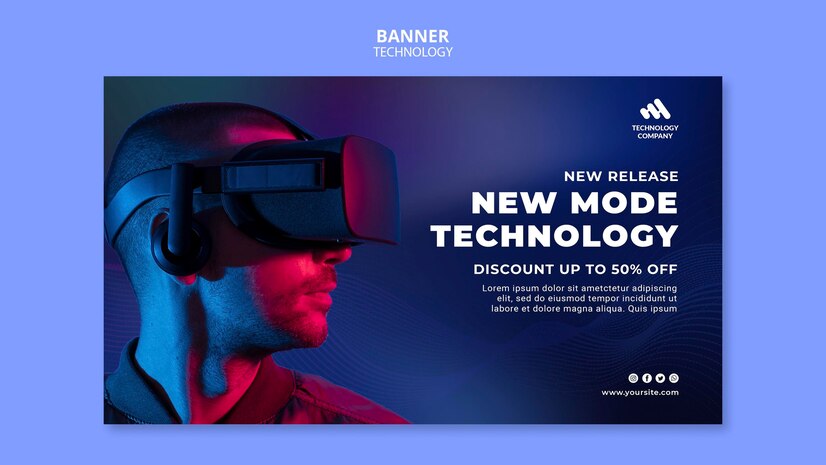 BANNER
TECHNOLOGY
TECHNOLOGY
COMPANY
NEW RELEASE
NEW MODE
TECHNOLOGY
DISCOUNT UP TO 50% OFF
Lorem ipsum dolor sit ametctetur adipiscing
elit, sed do eiusmod tempor incididunt ut
labore et dolore magna aliqua. Quis ipsum
www.yoursite.com